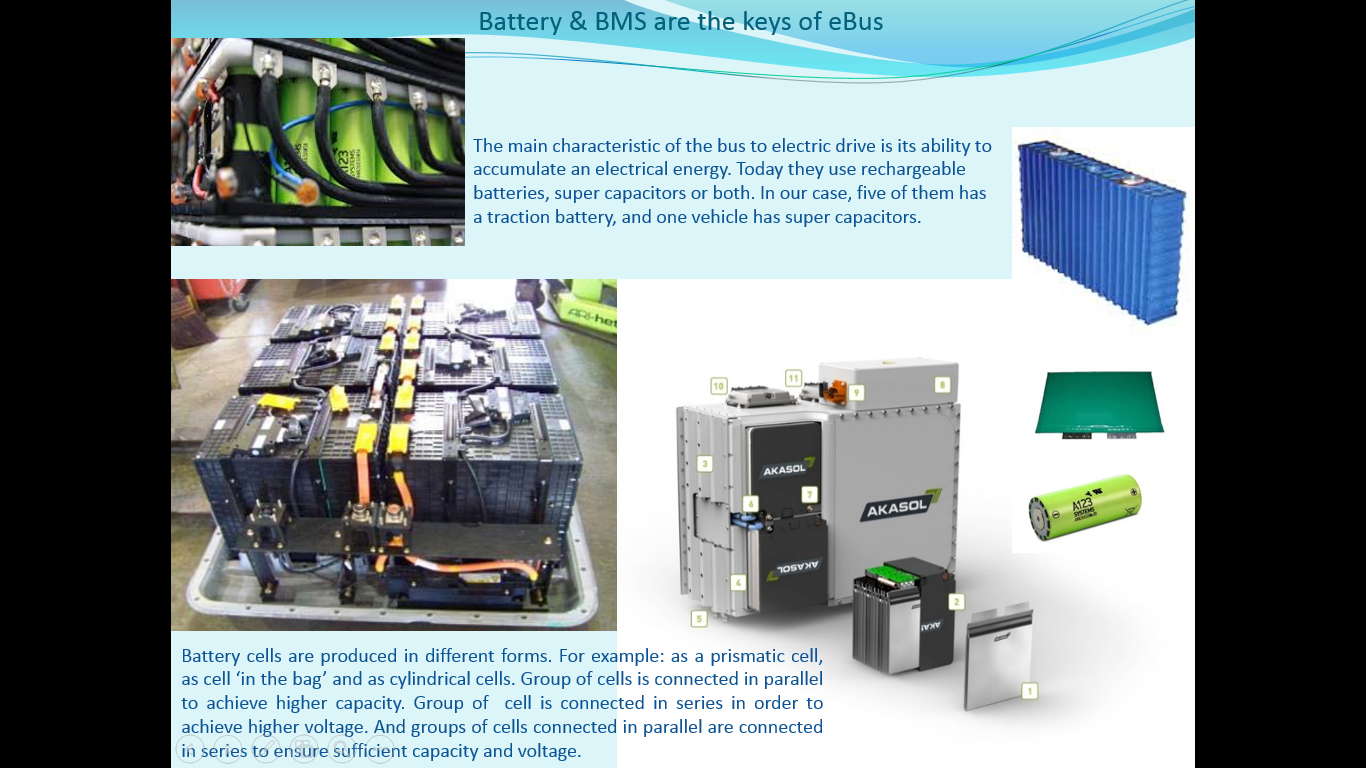 Battery & BMS are the keys of eBus
A123
SYSTEMS
The main characteristic of the bus to electric drive is its ability to
accumulate an electrical energy. Today they use rechargeable
batteries, super capacitors or both. In our case, five of them has
a traction battery, and one vehicle has super capacitors.
ARI-het
10
11
9
8
3
AKASOL
7
6
AKASOL
AKASOL
4
5
2
AKA
AKASOL
1
A123
SYSTEMS
Battery cells are produced in different forms. For example: as a prismatic cell,
as cell ‘in the bag’ and as cylindrical cells. Group of cells is connected in parallel
to achieve higher capacity. Group of  cell is connected in series in order to
achieve higher voltage. And groups of cells connected in parallel are connected
in series to ensure sufficient capacity and voltage.